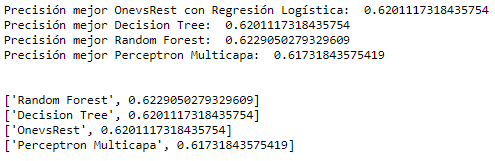 Precisión mejor OnevsRest con Regresión Logística:  0.6201117318435754
Precisión mejor Decision Tree:  0.6201117318435754
Precisión mejor Random Forest:  0.6229050279329609
Precisión mejor Perceptron Multicapa:  0.61731843575419
['Random Forest', 0.6229050279329609]
['Decision Tree', 0.6201117318435754]
['OnevsRest', 0.6201117318435754]
['Perceptron Multicapa', 0.61731843575419]